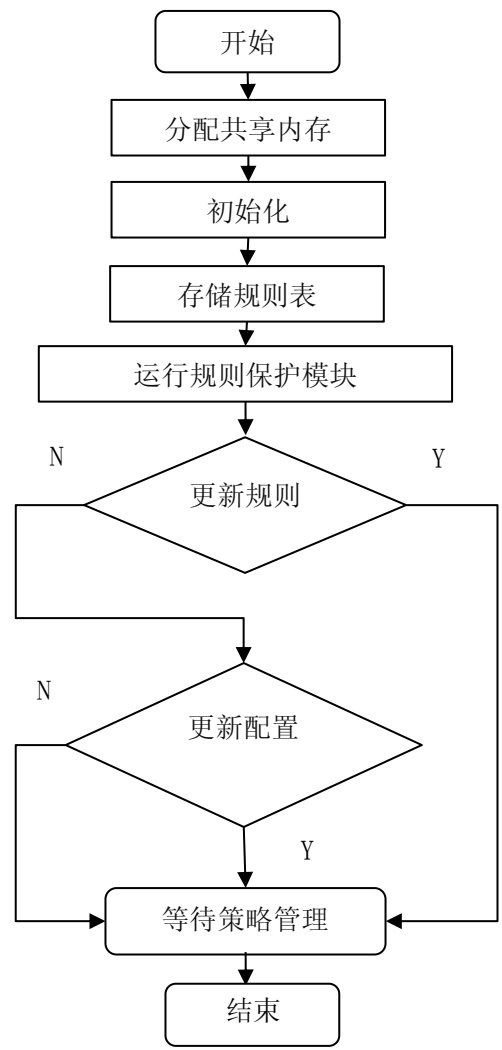 开始
分配共享内存
初始化
存储规则表
运行规则保护模块
N
Y
更新规则
N
更新配置
Y
等待策略管理
结束